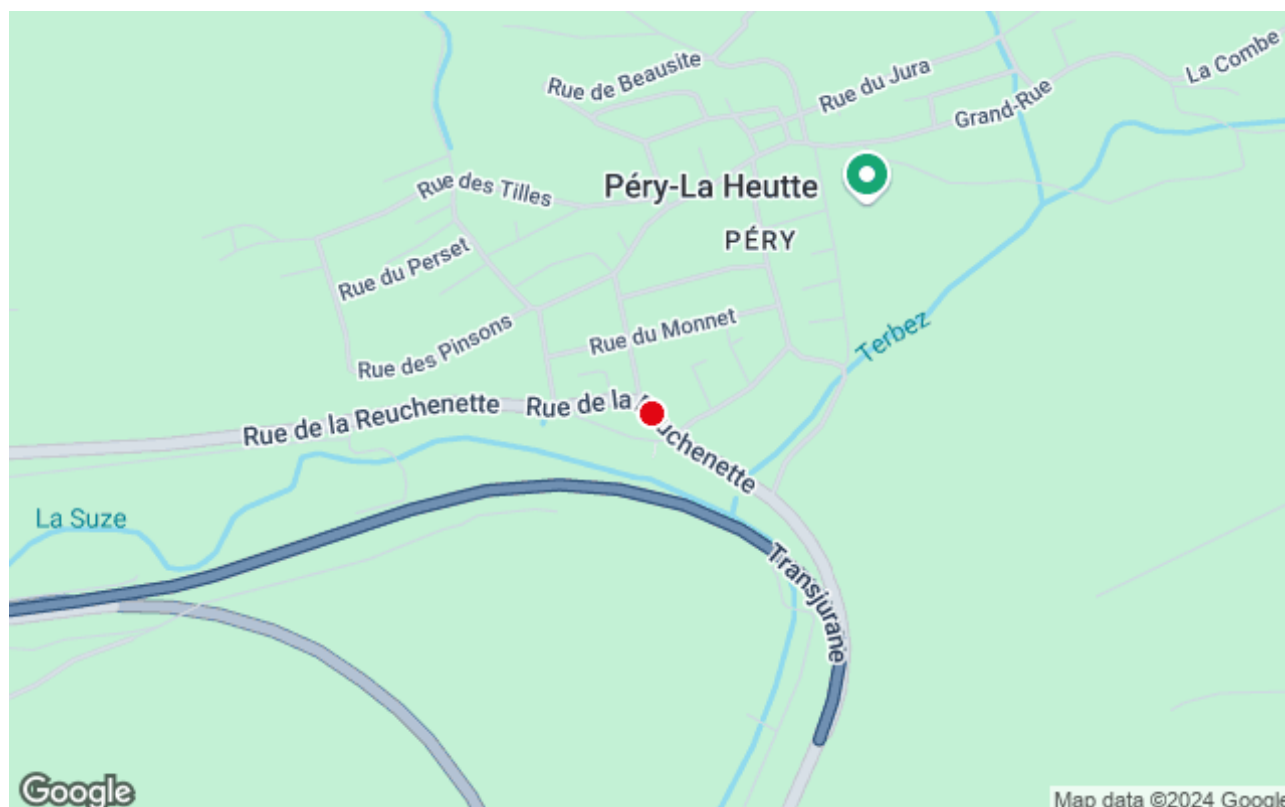 Rue de Beausite
Rue du Jura
La Combe
Grand-Rue
Rue des Tilles
Péry-La Heutte
PÉRY
Rue du Perset
Terbez
Rue du Monnet
Rue des Pinsons
Rue de la Reuchenette
Rue de la
uchenette
La Suze
Transjurane
Google
Map data ©2024 Google